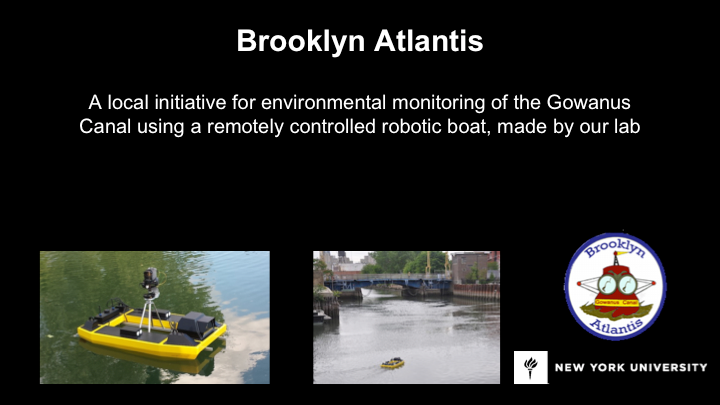 Brooklyn Atlantis
A local initiative for environmental monitoring of the Gowanus
Canal using a remotely controlled robotic boat, made by our lab
Brooklyn
Gowanus Canal
Atlantis
NEW YORK UNIVERSITY